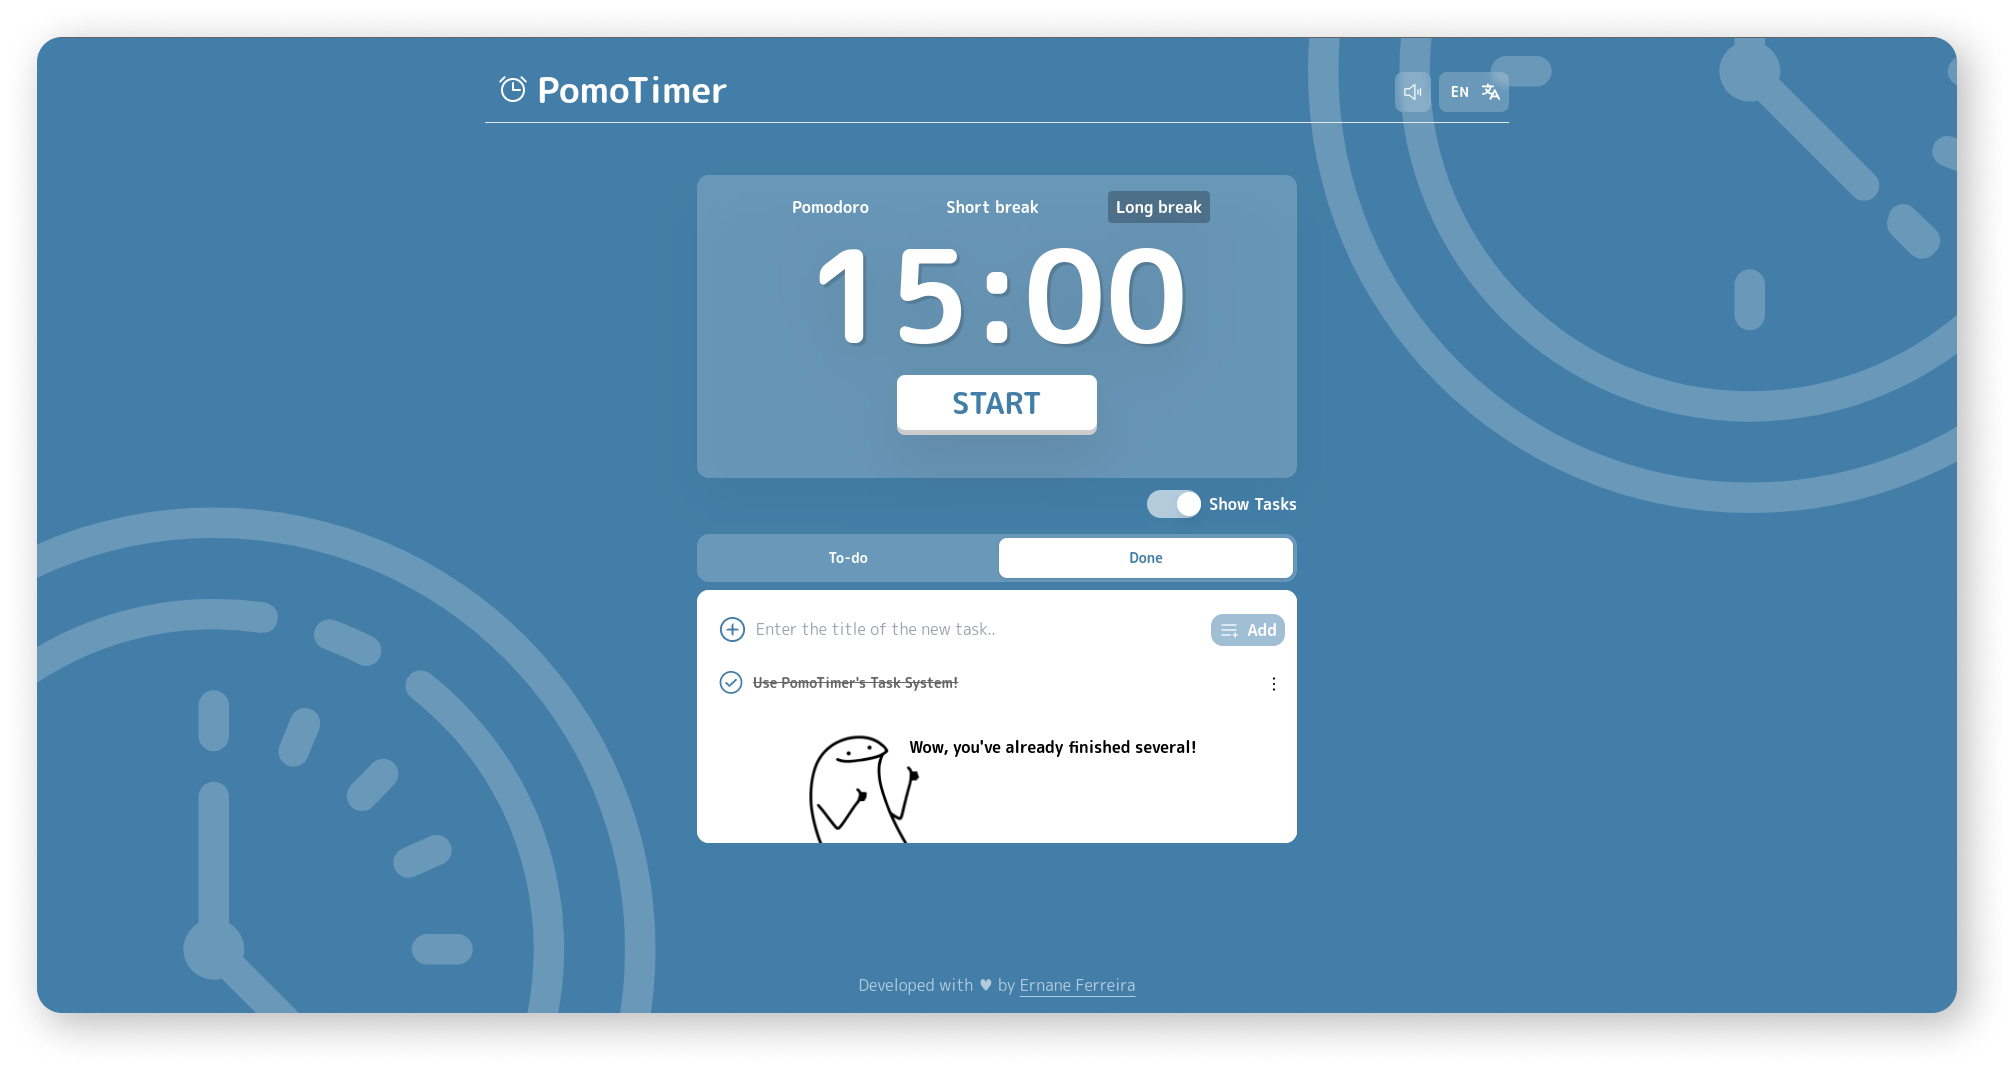 PomoTimer
EN
Pomodoro
Short break
Long break
15:00
START
Show Tasks
To-do
Done
Enter the title of the new task..
Add
Use PomoTimer's Task System!
Wow, you've already finished several!
Developed with ♥ by Ernane Ferreira